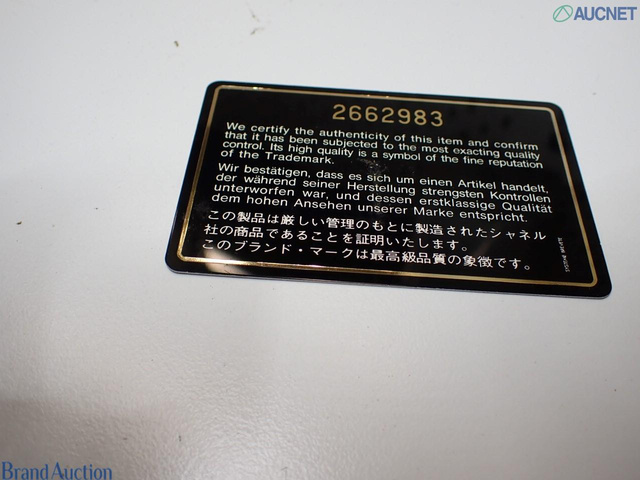 AUCNET
2662983
We certify the authenticity of this item and confirm
that it has been subjected to the most exacting quality
control. Its high quality is a symbol of the fine reputation
of the Trademark.
Wir bestätigen, dass es sich um einen Artikel handelt,
der während seiner Herstellung strengsten Kontrollen
unterworfen war, und dessen erstklassige Qualität
dem hohen Ansehen unserer Marke entspricht.
この製品は厳しい管理のもとに製造されたシャネル
社の商品であることを証明いたします。
このブランド・マークは最高級品質の象徴です。
Brand Auction